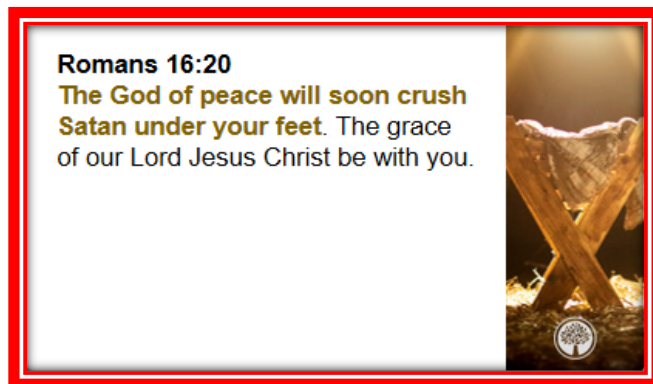 Romans 16:20
The God of peace will soon crush
Satan under your feet. The grace
of our Lord Jesus Christ be with you.